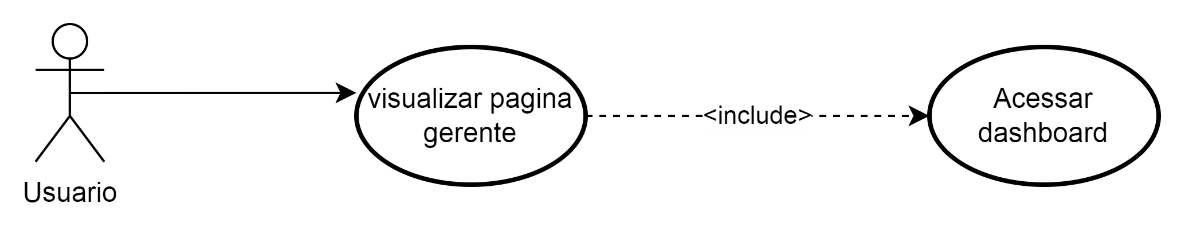 visualizar pagina
gerente
<include>
Acessar
dashboard
Usuario